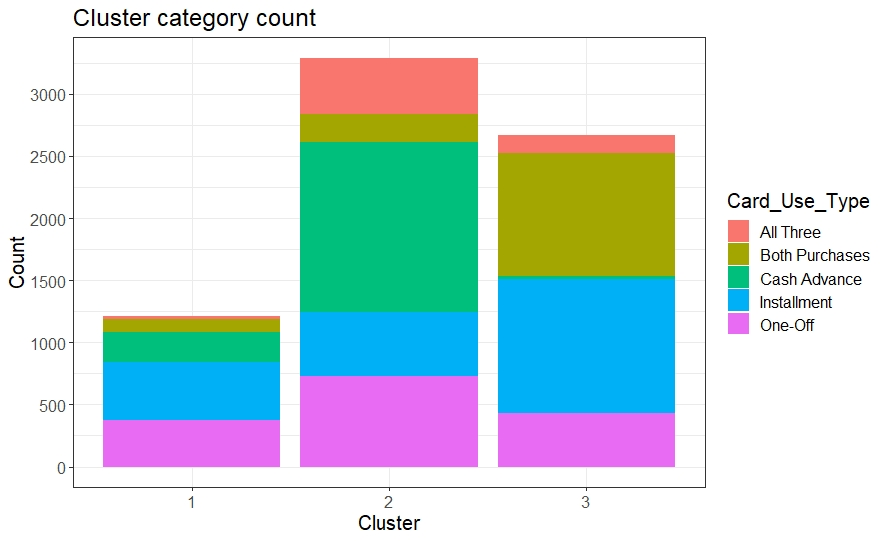 Cluster category count
3000
2500
2000
1500
1000
500
0
Count
1 2 3
Cluster
Card_Use_Type
All Three
Both Purchases
Cash Advance
Installment
One-Off